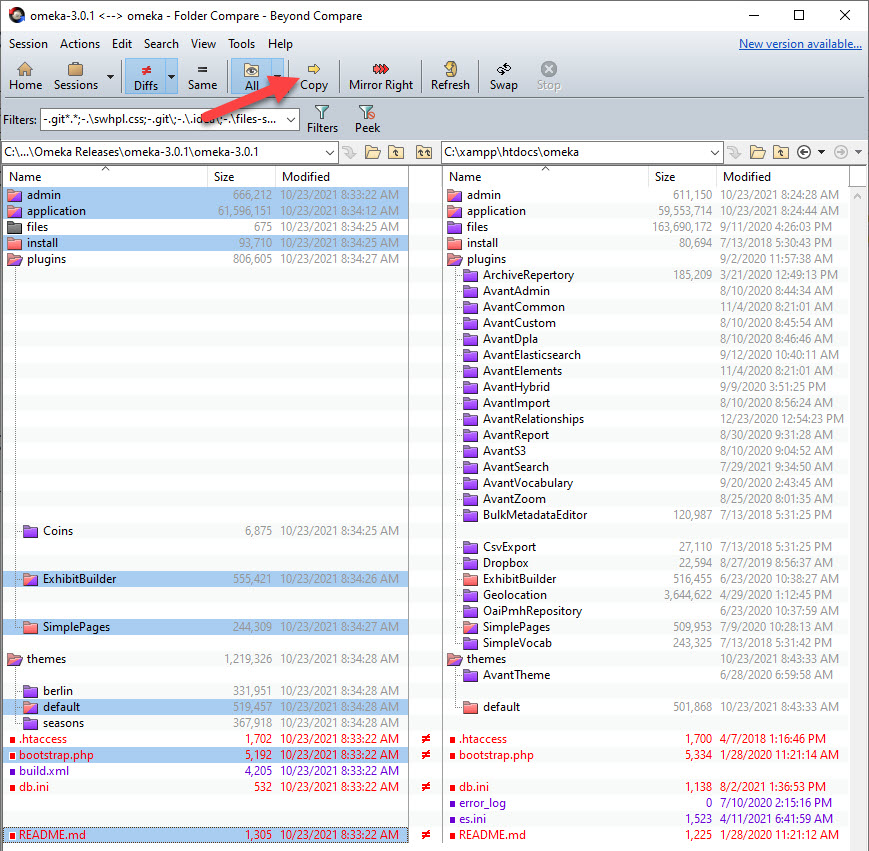 omeka-3.0.1 <--> omeka - Folder Compare - Beyond Compare
Session Actions Edit Search View Tools Help New version available...
Home Sessions Diffs Same All Copy Mirror Right Refresh Swap Stop
Filters: -.git*.*;-.\swhpl.css;-.git\;-.\.idea\;-.\files-s... Filters Peek
C:\...\Omeka Releases\omeka-3.0.1\omeka-3.0.1 C:\xampp\htdocs\omeka
Name Size Modified Name Size Modified
admin 666,212 10/23/2021 8:33:22 AM admin 611,150 10/23/2021 8:24:28 AM
application 61,596,151 10/23/2021 8:34:12 AM application 59,553,714 10/23/2021 8:24:44 AM
files 675 10/23/2021 8:34:25 AM files 163,690,172 9/11/2020 4:26:03 PM
install 93,710 10/23/2021 8:34:25 AM install 80,694 7/13/2018 5:30:43 PM
plugins 806,605 10/23/2021 8:34:27 AM plugins 9/2/2020 11:57:38 AM
ArchiveRepertory 185,209 3/21/2020 12:49:13 PM
AvantAdmin 8/10/2020 8:44:34 AM
AvantCommon 11/4/2020 8:21:01 AM
AvantCustom 8/10/2020 8:45:54 AM
AvantDpla 8/10/2020 8:46:46 AM
AvantElasticsearch 9/12/2020 10:40:11 AM
AvantElements 11/4/2020 8:21:01 AM
AvantHybrid 9/9/2020 3:51:25 PM
AvantImport 8/10/2020 8:56:24 AM
AvantRelationships 12/23/2020 12:54:23 PM
AvantReport 8/30/2020 9:31:28 AM
AvantS3 8/10/2020 9:04:52 AM
AvantSearch 7/29/2021 9:34:50 AM
AvantVocabulary 9/20/2020 2:43:45 AM
AvantZoom 8/25/2020 8:01:35 AM
BulkMetadataEditor 120,987 7/13/2018 5:31:25 PM
Coins 6,875 10/23/2021 8:34:25 AM
CsvExport 27,110 7/13/2018 5:31:25 PM
Dropbox 22,594 8/27/2019 8:56:37 AM
ExhibitBuilder 555,421 10/23/2021 8:34:26 AM ExhibitBuilder 516,455 6/23/2020 10:38:27 AM
Geolocation 3,644,622 4/29/2020 1:12:45 PM
OaiPmhRepository 6/23/2020 10:37:59 AM
SimplePages 244,309 10/23/2021 8:34:27 AM SimplePages 509,953 7/9/2020 10:28:13 AM
SimpleVocab 243,325 7/13/2018 5:31:42 PM
themes 1,219,326 10/23/2021 8:34:28 AM themes 10/23/2021 8:43:33 AM
AvantTheme 6/28/2020 6:59:58 AM
berlin 331,951 10/23/2021 8:34:28 AM
default 519,457 10/23/2021 8:34:28 AM default 501,868 10/23/2021 8:43:33 AM
seasons 367,918 10/23/2021 8:34:28 AM
.htaccess 1,702 10/23/2021 8:33:22 AM ≠ .htaccess 1,700 4/7/2018 1:16:46 PM
bootstrap.php 5,192 10/23/2021 8:33:22 AM ≠ bootstrap.php 5,334 1/28/2020 11:21:14 AM
build.xml 4,205 10/23/2021 8:33:22 AM
db.ini 532 10/23/2021 8:33:22 AM ≠ db.ini 1,138 8/2/2021 1:36:53 PM
error_log 0 7/10/2020 2:15:16 PM
es.ini 1,523 4/11/2021 6:41:59 AM
README.md 1,305 10/23/2021 8:33:22 AM ≠ README.md 1,225 1/28/2020 11:21:12 AM